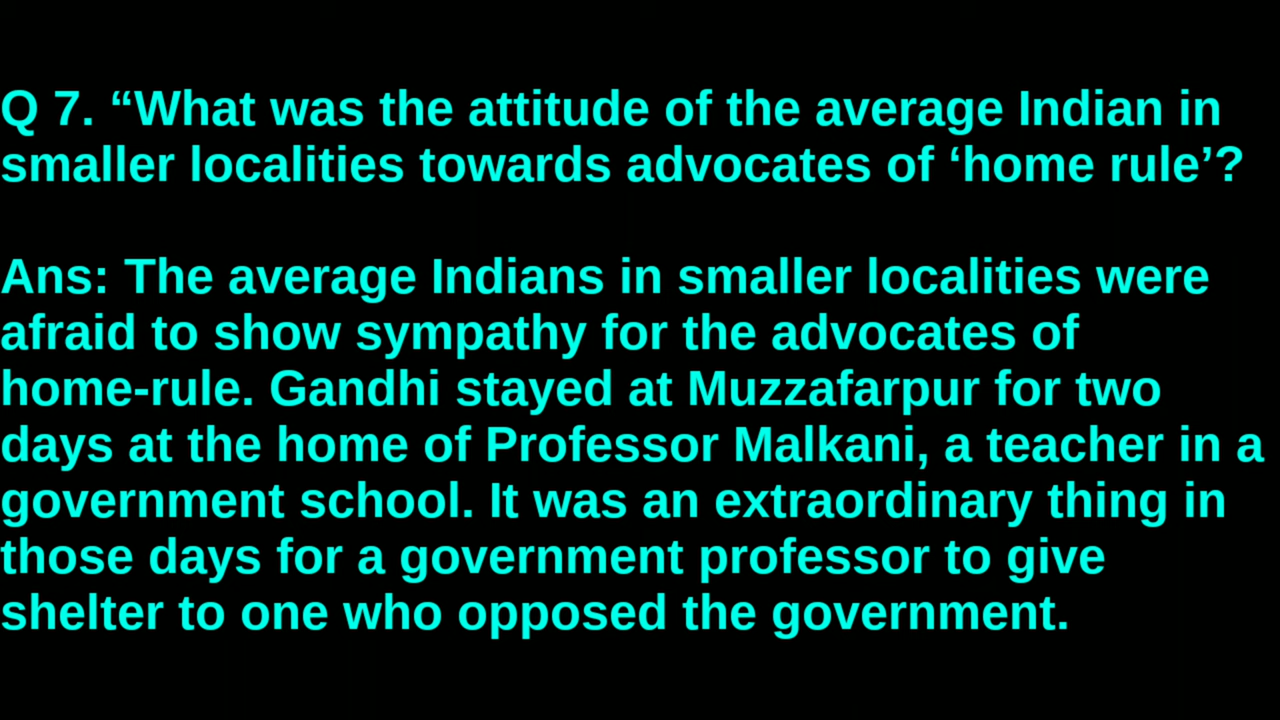 Q 7. “What was the attitude of the average Indian in
smaller localities towards advocates of ‘home rule’?
Ans: The average Indians in smaller localities were
afraid to show sympathy for the advocates of
home-rule. Gandhi stayed at Muzzafarpur for two
days at the home of Professor Malkani, a teacher in a
government school. It was an extraordinary thing in
those days for a government professor to give
shelter to one who opposed the government.